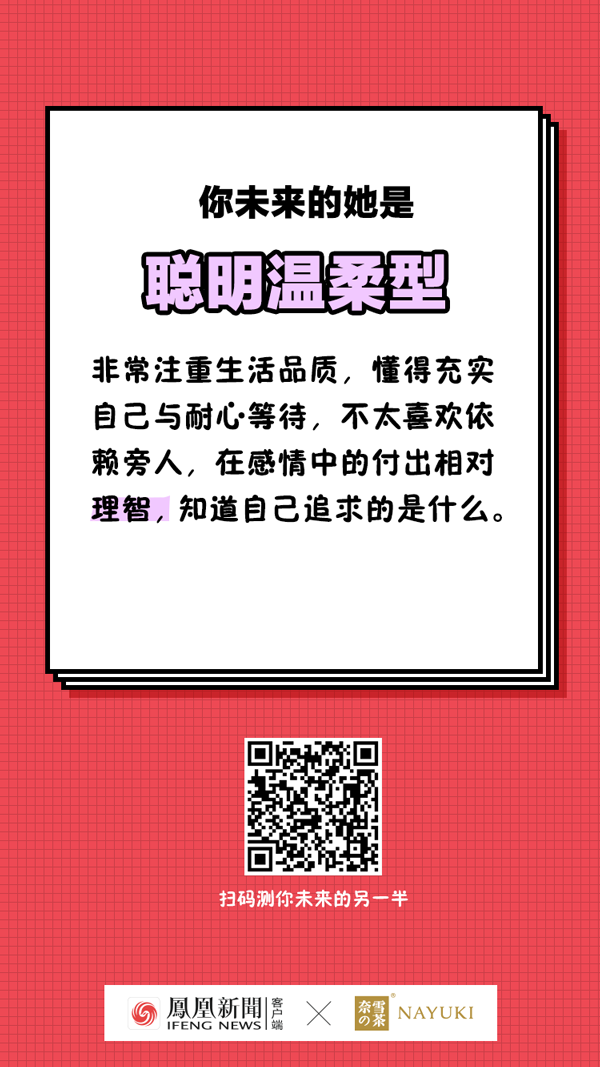 你未来的她是
聪明温柔型
非常注重生活品质，懂得充实
自己与耐心等待，不太喜欢依
赖旁人，在感情中的付出相对
理智，知道自己追求的是什么。
扫码测你未来的另一半
鳳凰新聞 客户端
IFENG NEWS
奈雪の茶® NAYUKI